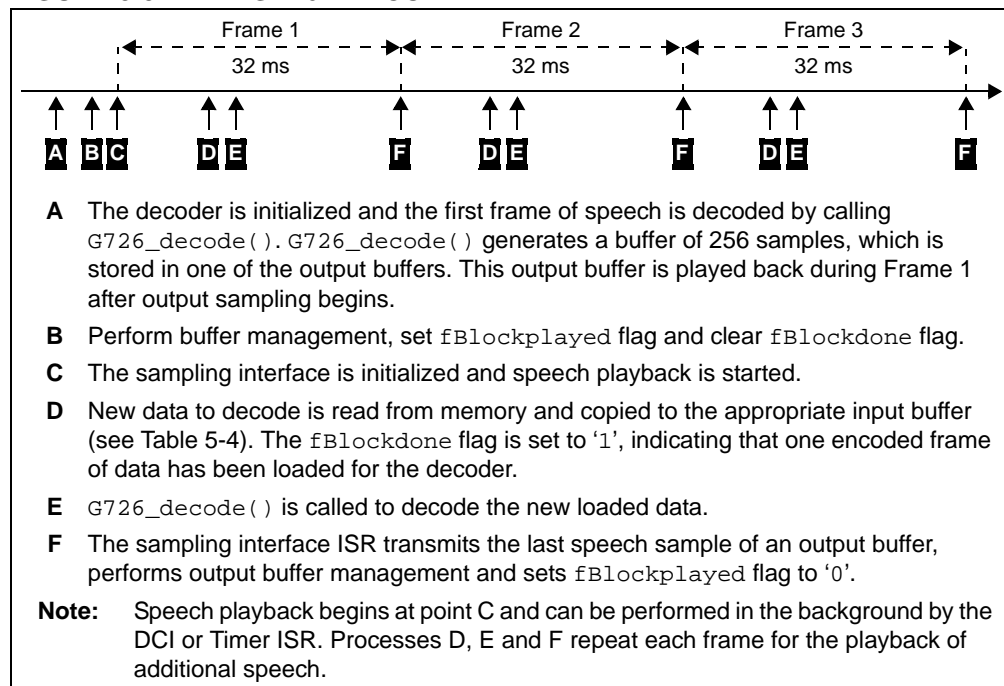 Frame 1 Frame 2 Frame 3
32 ms 32 ms 32 ms
A B C D E F D E F D E F
A The decoder is initialized and the first frame of speech is decoded by calling
G726_decode(). G726_decode() generates a buffer of 256 samples, which is
stored in one of the output buffers. This output buffer is played back during Frame 1
after output sampling begins.
B Perform buffer management, set fBlockplayed flag and clear fBlockdone flag.
C The sampling interface is initialized and speech playback is started.
D New data to decode is read from memory and copied to the appropriate input buffer
(see Table 5-4). The fBlockdone flag is set to ‘1’, indicating that one encoded frame
of data has been loaded for the decoder.
E G726_decode() is called to decode the new loaded data.
F The sampling interface ISR transmits the last speech sample of an output buffer,
performs output buffer management and sets fBlockplayed flag to ‘0’.
Note: Speech playback begins at point C and can be performed in the background by the
DCI or Timer ISR. Processes D, E and F repeat each frame for the playback of
additional speech.